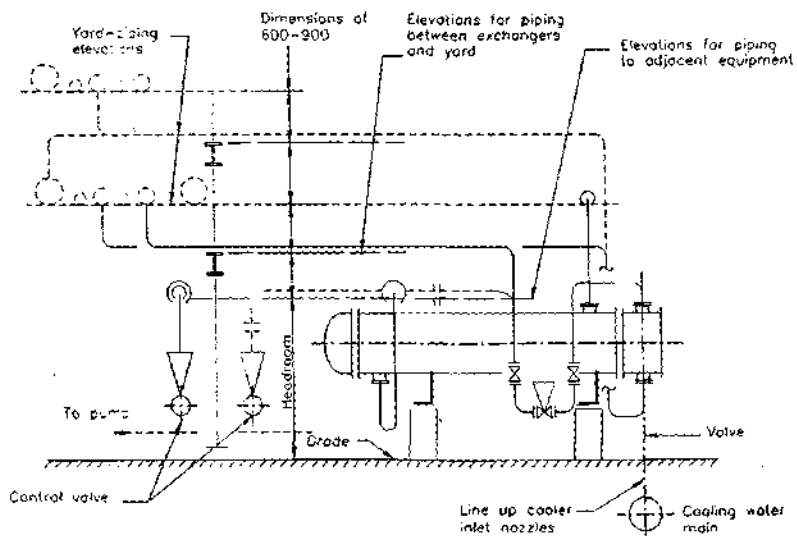 Dimensions of
600-900
Yard-piping
elevations
Elevations for piping
between exchangers
and yard
Elevations for piping
to adjacent equipment
Headroom
To pump
Grade
Valve
Control valve
Line up cooler
inlet nozzles
Cooling water
main